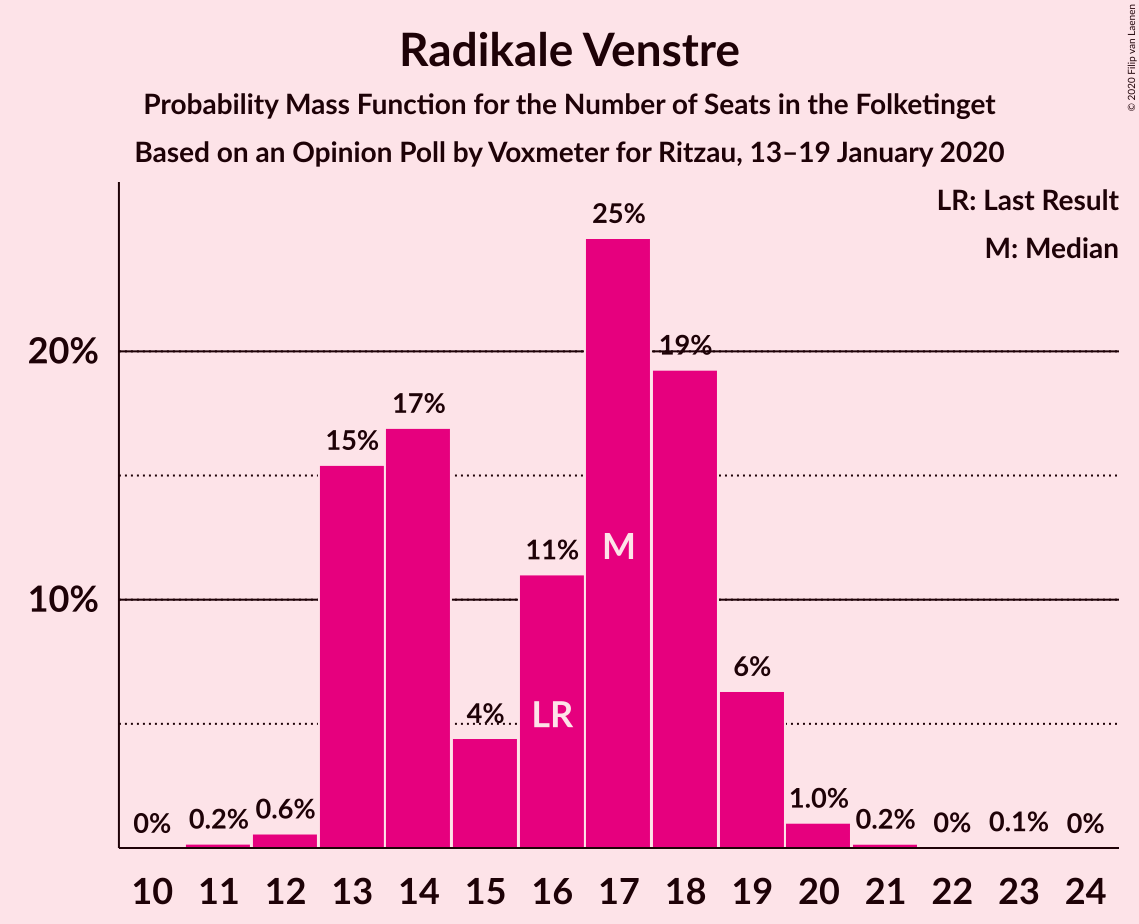 Radikale Venstre
Probability Mass Function for the Number of Seats in the Folketinget
Based on an Opinion Poll by Voxmeter for Ritzau, 13–19 January 2020
© 2020 Filip van Laenen
LR: Last Result
M: Median
20%
10%
0%
0.2%
0.6%
15%
17%
4%
11%
25%
19%
6%
1.0%
0.2%
0%
0.1%
0%
LR
M
10 11 12 13 14 15 16 17 18 19 20 21 22 23 24